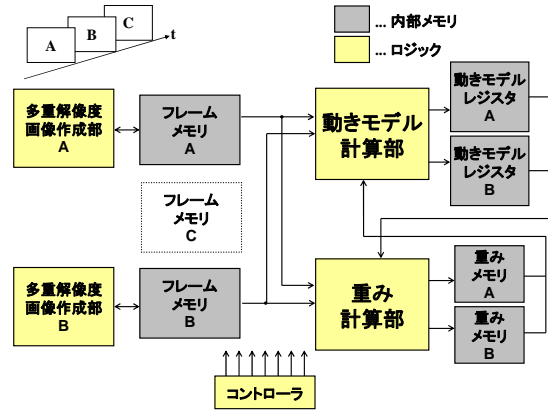 A
B
C
t
... 内部メモリ
... ロジック
多重解像度
画像作成部
A
フレーム
メモリ
A
動きモデル
計算部
動きモデル
レジスタ
A
動きモデル
レジスタ
B
フレーム
メモリ
C
多重解像度
画像作成部
B
フレーム
メモリ
B
重み
計算部
重み
メモリ
A
重み
メモリ
B
コントローラ